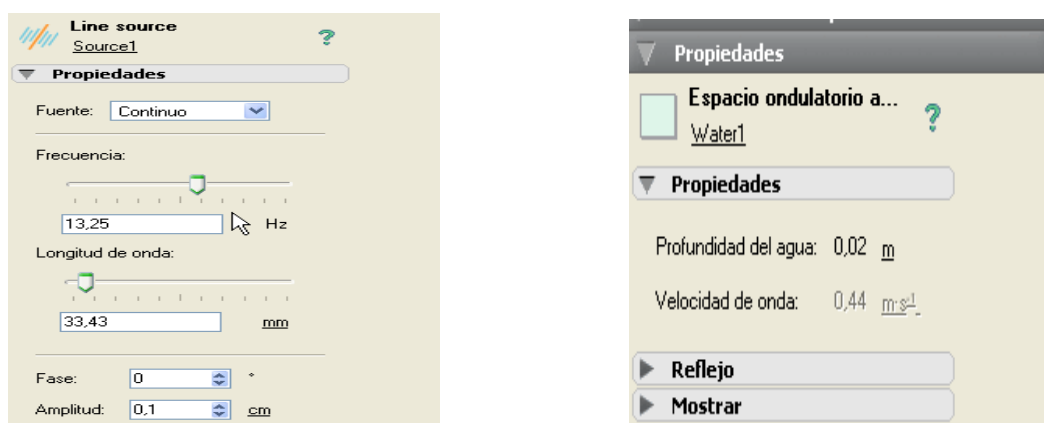 Line source
Source1
Propiedades
Fuente: Continuo
Frecuencia:
13,25 Hz
Longitud de onda:
33,43 mm
Fase: 0 °
Amplitud: 0,1 cm
Propiedades
Espacio ondulatorio a...
Water1
?
Propiedades
Profundidad del agua: 0,02 m
Velocidad de onda: 0,44 m·s-1
Reflejo
Mostrar